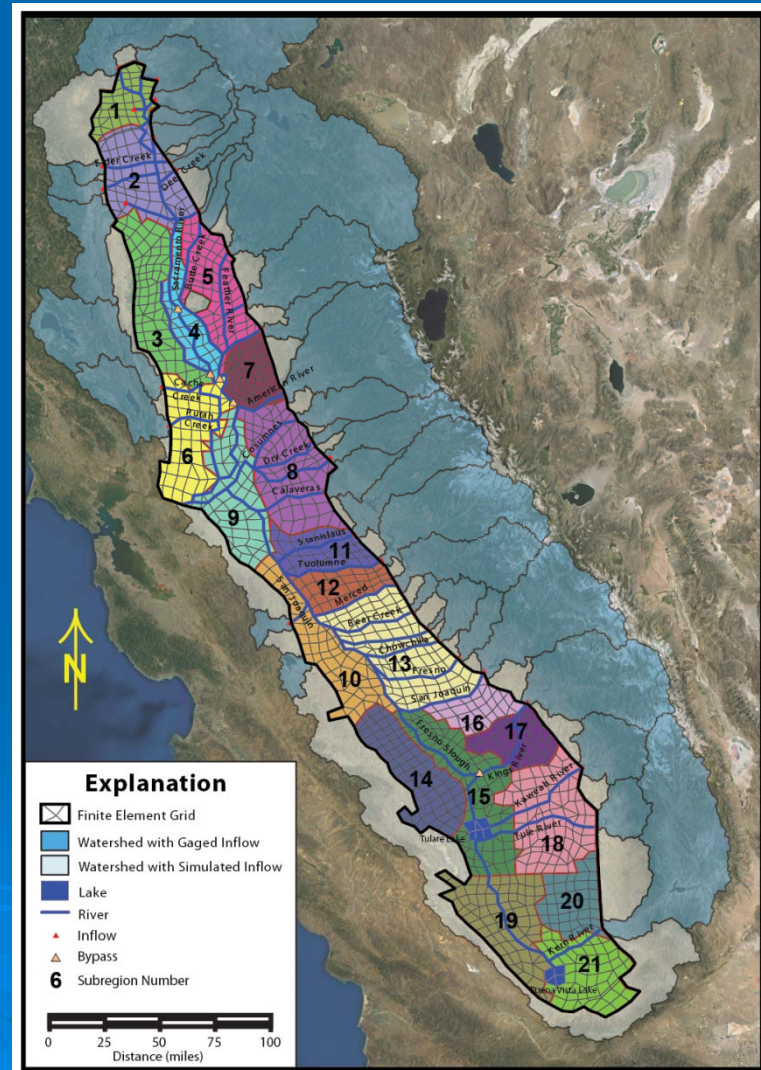 1
Elder Creek
2
Deer Creek
Sacramento River
Butte Creek
5
Feather River
3
4
7
American River
Cache
Creek
Putah
Creek
6
Cosumnes
Dry Creek
8
Calaveras
9
Stanislaus
11
Tuolumne
12
Merced
San Joaquin
Bear Creek
Chowchilla
13
Fresno
10
San Joaquin
16
17
Fresno Slough
Kings River
14
15
Kaweah River
Tule River
18
Tulare Lake
20
19
Kern River
21
Buena Vista Lake
N
Explanation
Finite Element Grid
Watershed with Gaged Inflow
Watershed with Simulated Inflow
Lake
River
Inflow
Bypass
6 Subregion Number
0 25 50 75 100
Distance (miles)